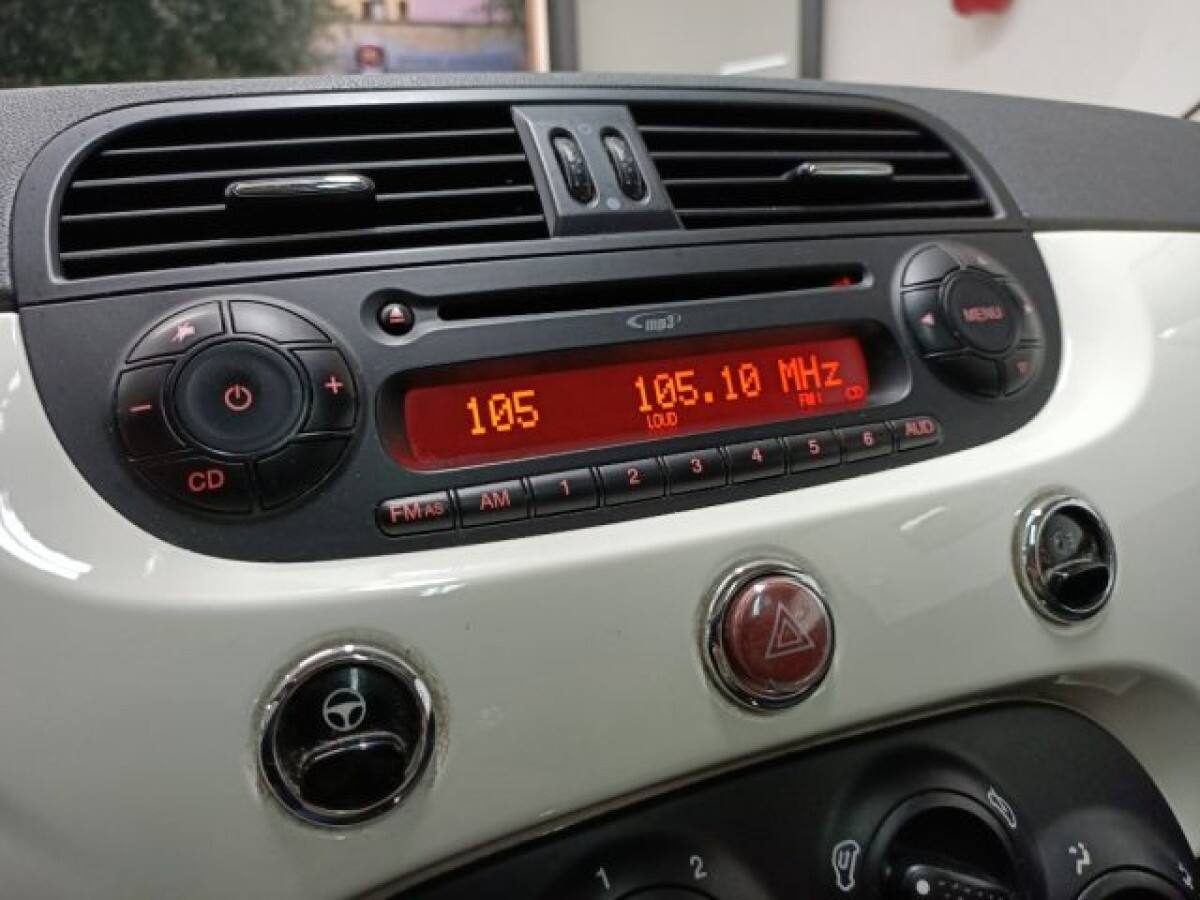 mp3
MENU
105 105.10 MHz
LOUD FM CD
+
-
CD
FM AS AM 1 2 3 4 5 6 AUD
1 2